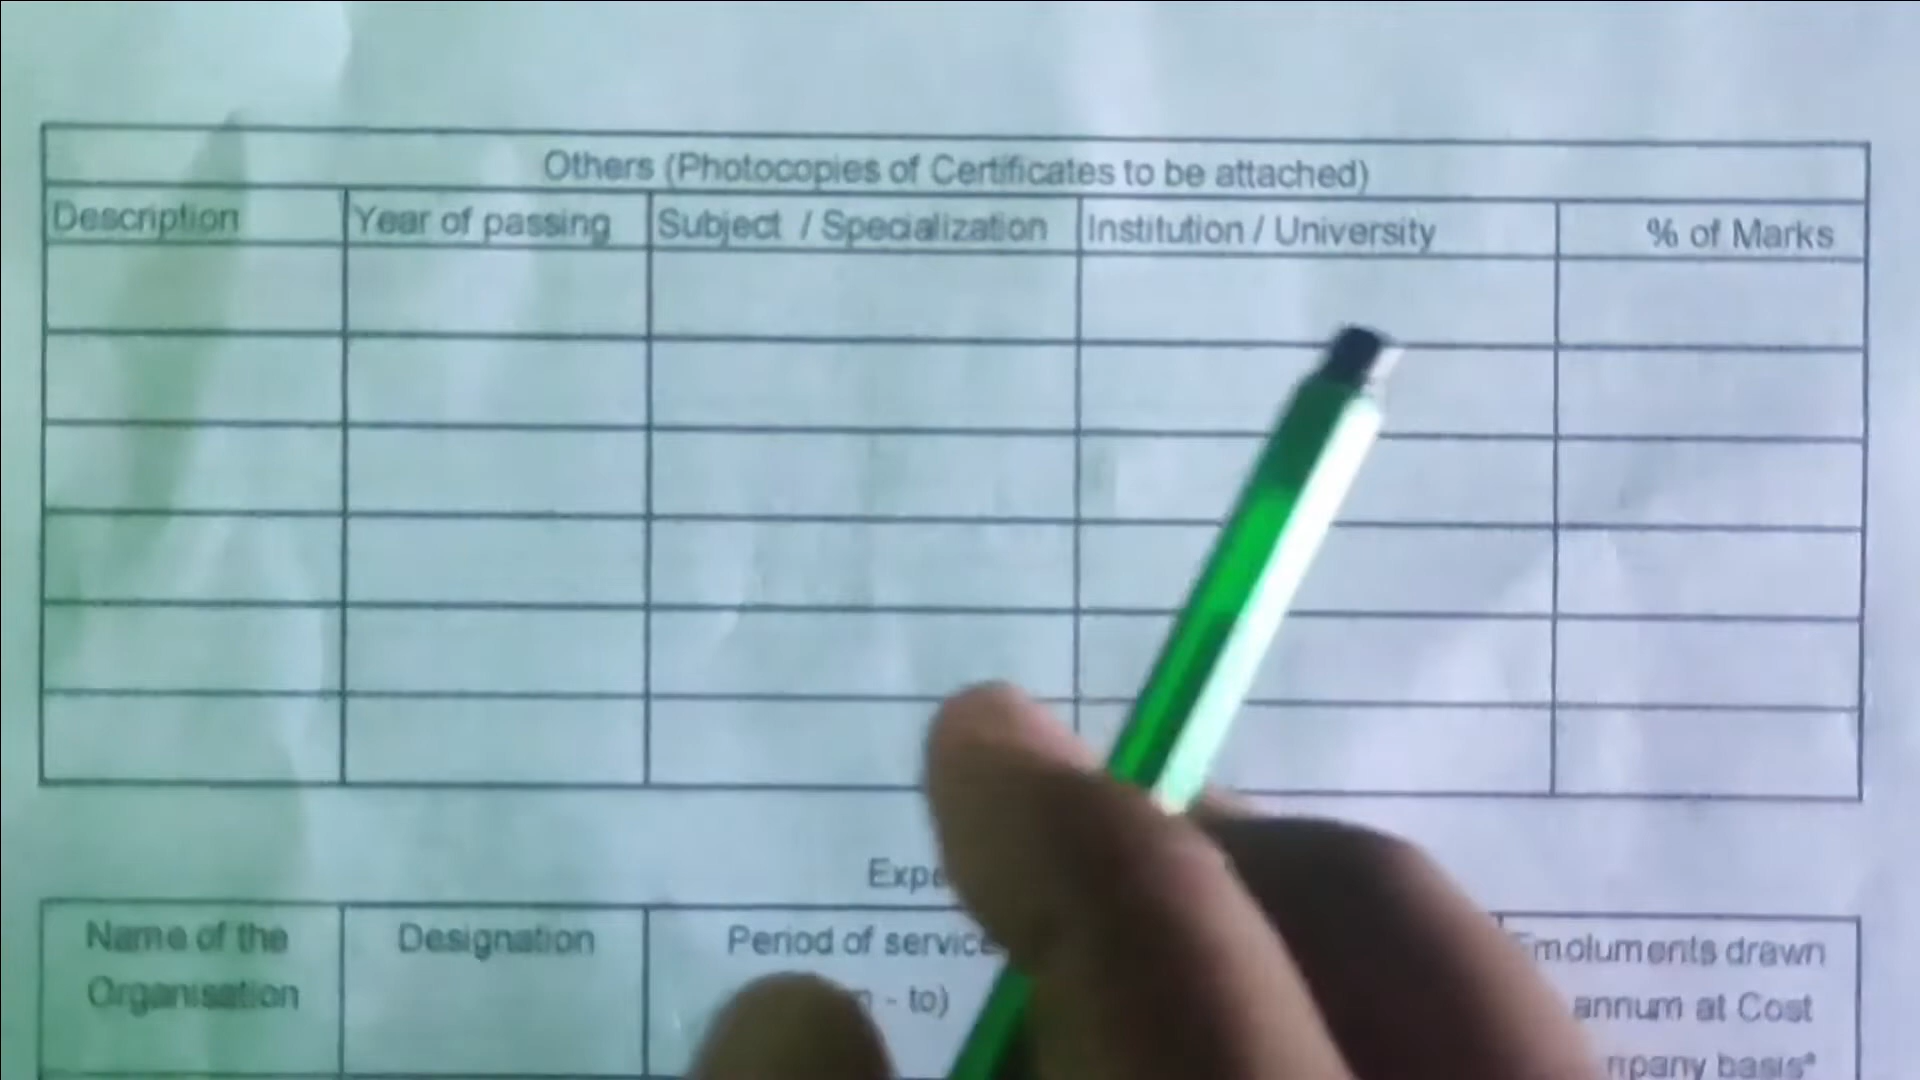 Others (Photocopies of Certificates to be attached)
Description Year of passing Subject / Specialization Institution / University % of Marks
Name of the Designation Period of service drawn
Organisation - to) annum at Cost
basis*